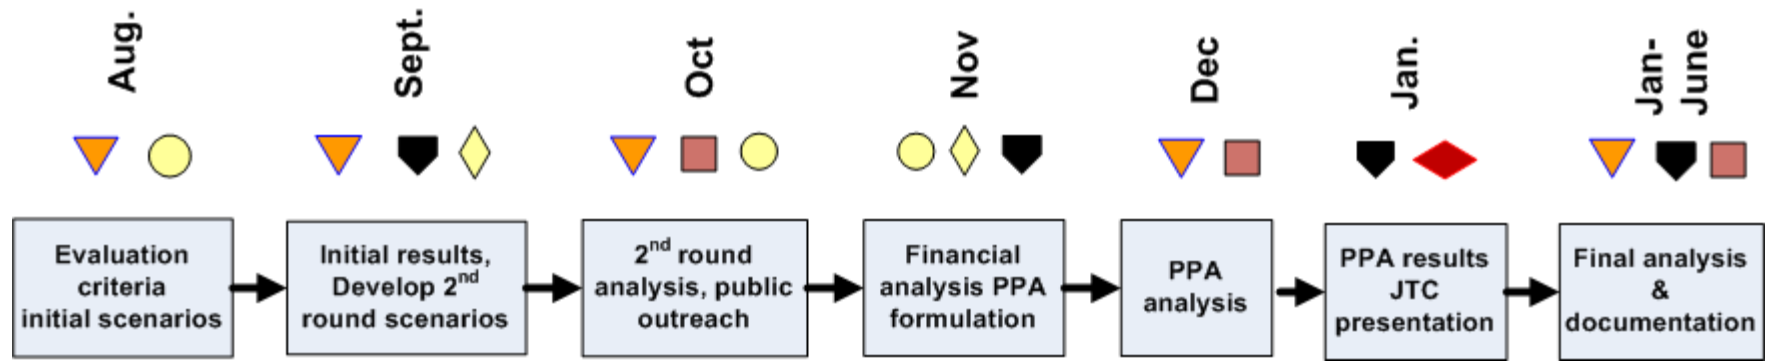 Aug.
Sept.
Oct
Nov
Dec
Jan.
Jan-
June
Evaluation
criteria
initial scenarios
Initial results,
Develop 2nd
round scenarios
2nd round
analysis, public
outreach
Financial
analysis PPA
formulation
PPA
analysis
PPA results
JTC
presentation
Final analysis
&
documentation